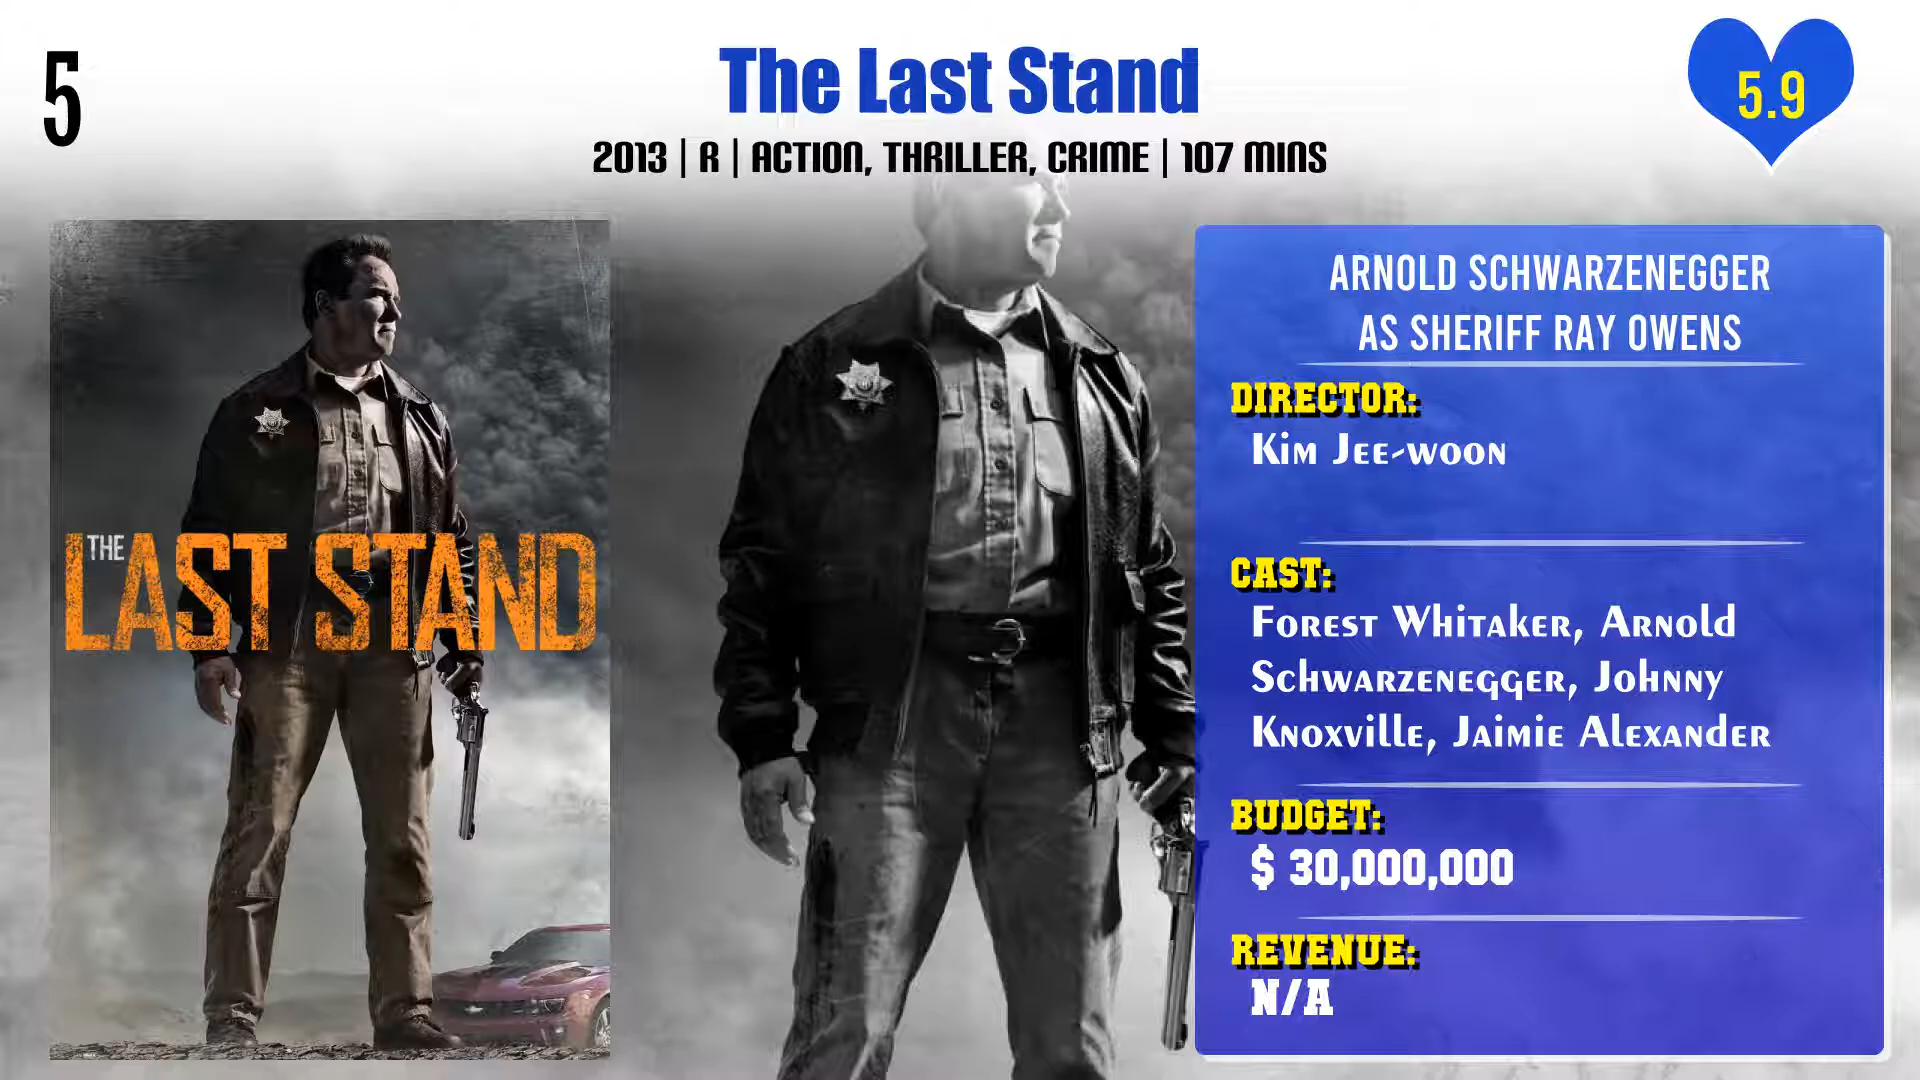 5
The Last Stand
5.9
2013 | R | ACTION, THRILLER, CRIME | 107 MINS
THE
LAST STAND
ARNOLD SCHWARZENEGGER
AS SHERIFF RAY OWENS
DIRECTOR:
Kim Jee-woon
CAST:
Forest Whitaker, Arnold
Schwarzenegger, Johnny
Knoxville, Jaimie Alexander
BUDGET:
$ 30,000,000
REVENUE:
N/A